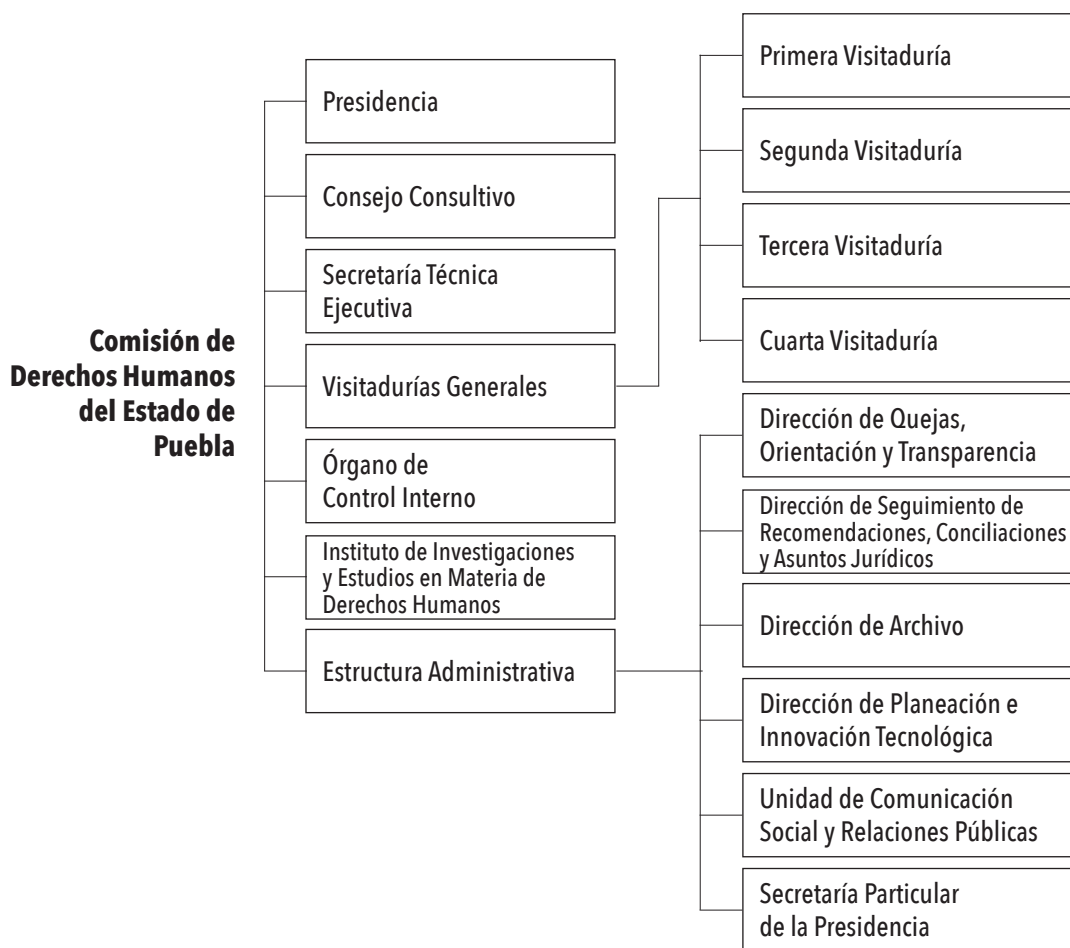 Comisión de
Derechos Humanos
del Estado de
Puebla
Presidencia
Consejo Consultivo
Secretaría Técnica
Ejecutiva
Visitadurías Generales
Órgano de
Control Interno
Instituto de Investigaciones
y Estudios en Materia de
Derechos Humanos
Estructura Administrativa
Primera Visitaduría
Segunda Visitaduría
Tercera Visitaduría
Cuarta Visitaduría
Dirección de Quejas,
Orientación y Transparencia
Dirección de Seguimiento de
Recomendaciones, Conciliaciones
y Asuntos Jurídicos
Dirección de Archivo
Dirección de Planeación e
Innovación Tecnológica
Unidad de Comunicación
Social y Relaciones Públicas
Secretaría Particular
de la Presidencia